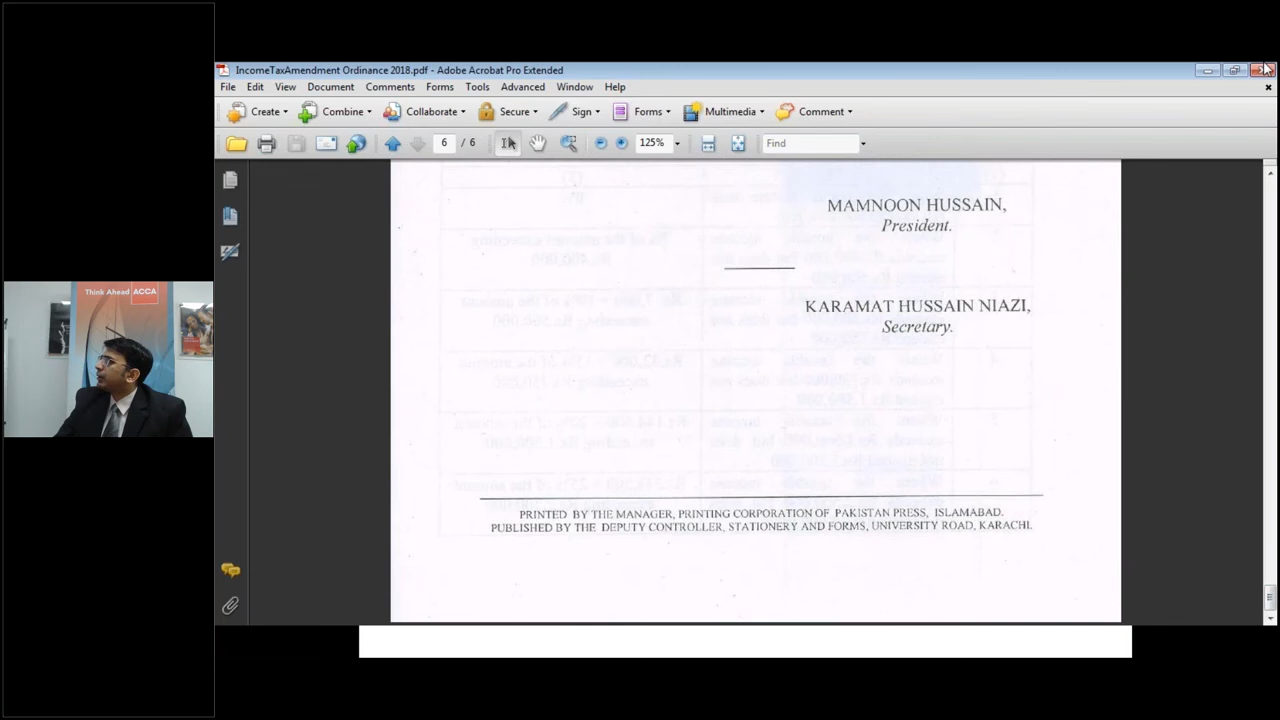 IncomeTaxAmendment Ordinance 2018.pdf - Adobe Acrobat Pro Extended
File Edit View Document Comments Forms Tools Advanced Window Help
Create Combine Collaborate Secure Sign Forms Multimedia Comment
6 / 6 125% Find
MAMNOON HUSSAIN,
President.
KARAMAT HUSSAIN NIAZI,
Secretary.
PRINTED BY THE MANAGER, PRINTING CORPORATION OF PAKISTAN PRESS, ISLAMABAD.
PUBLISHED BY THE DEPUTY CONTROLLER, STATIONERY AND FORMS, UNIVERSITY ROAD, KARACHI.
Think Ahead ACCA